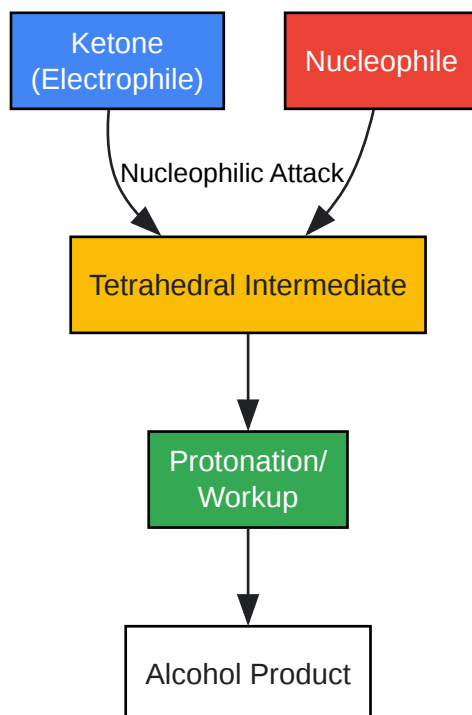 Ketone
(Electrophile)
Nucleophile
Nucleophilic Attack
Tetrahedral Intermediate
Protonation/
Workup
Alcohol Product